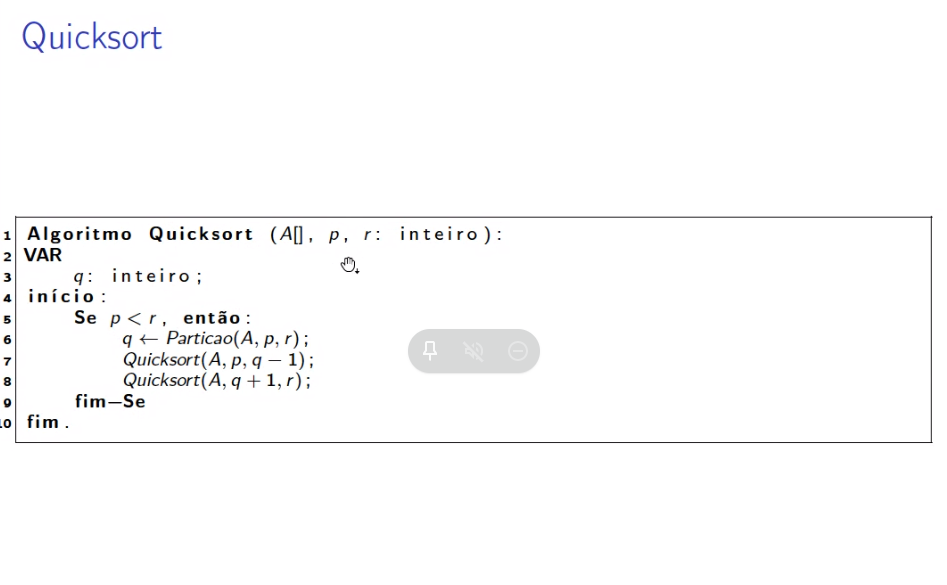 Quicksort
1 Algoritmo Quicksort (A[], p, r: inteiro):
2 VAR
3 q: inteiro;
4 início:
5 Se p < r, então:
6 q ← Particao(A, p, r);
7 Quicksort(A, p, q − 1);
8 Quicksort(A, q + 1, r);
9 fim−Se
10 fim.